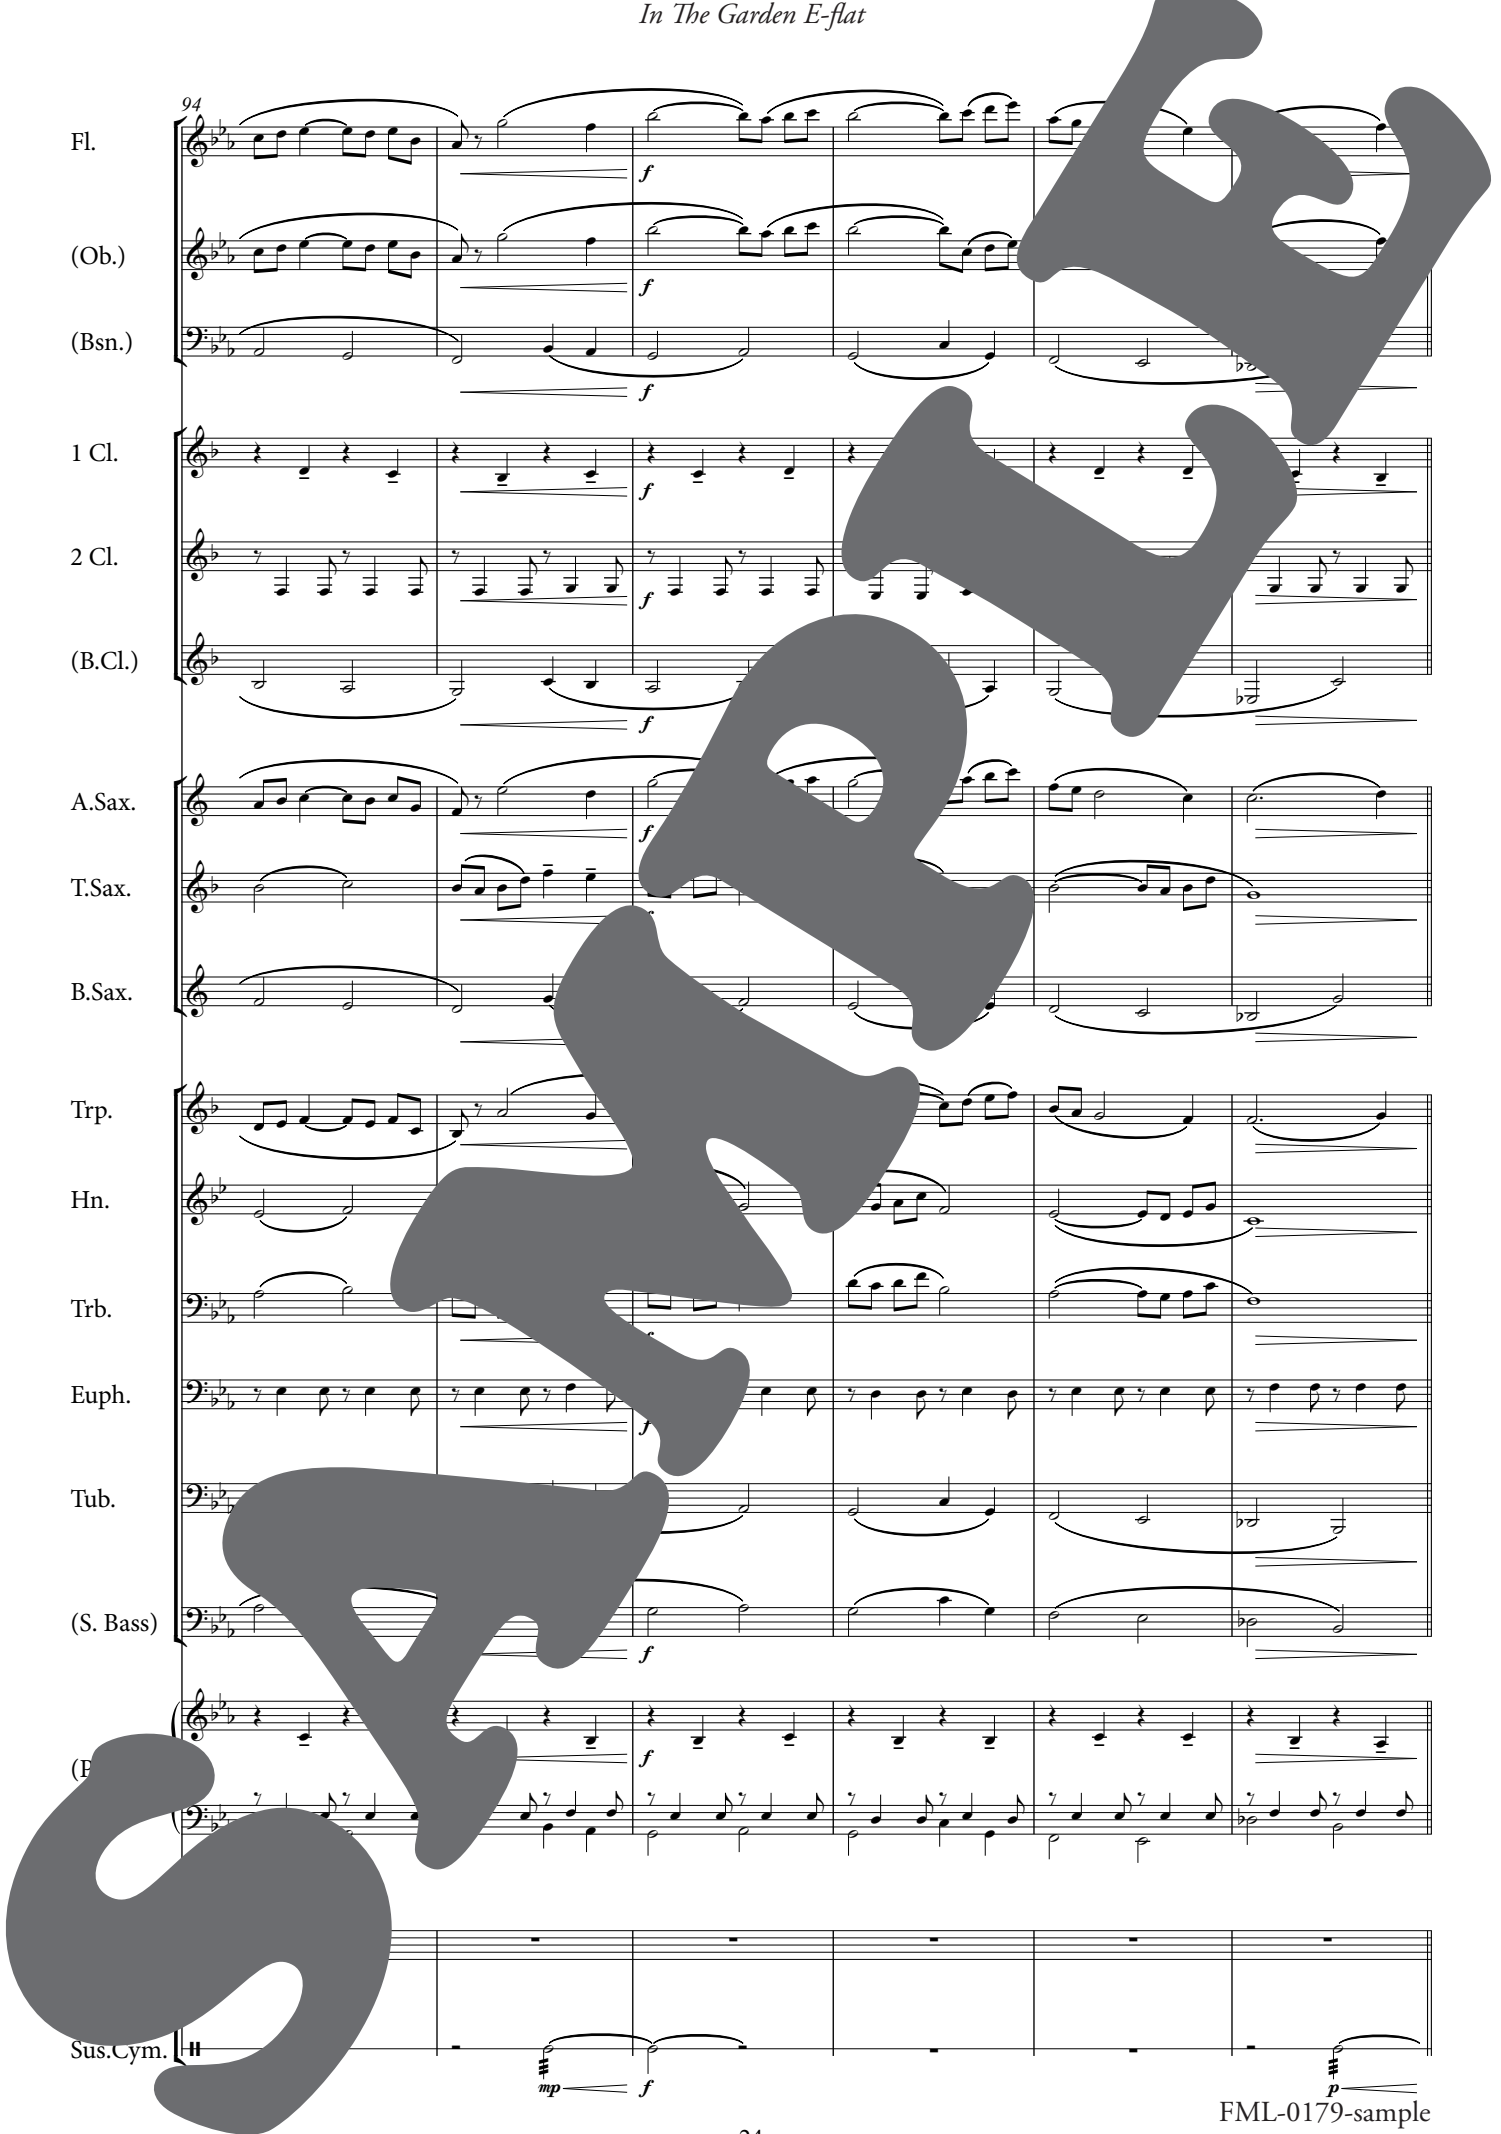 In The Garden E-flat
94
Fl.
f
(Ob.)
f
(Bsn.)
f
1 Cl.
f
2 Cl.
f
(B.Cl.)
f
A.Sax.
f
T.Sax.
B.Sax.
Trp.
Hn.
Trb.
Euph.
f
Tub.
(S. Bass)
f
f
Sus.Cym.
mp f p
FML-0179-sample
SAMPLE